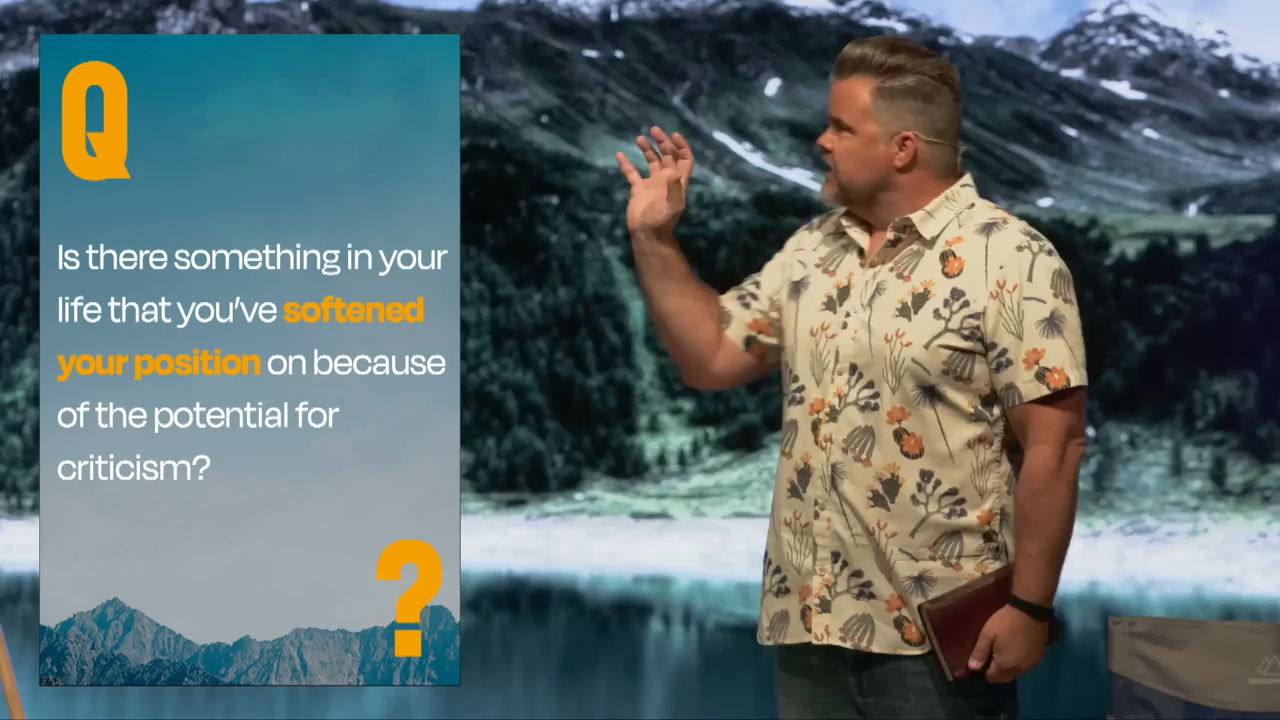 Q
Is there something in your
life that you've softened
your position on because
of the potential for
criticism?
?